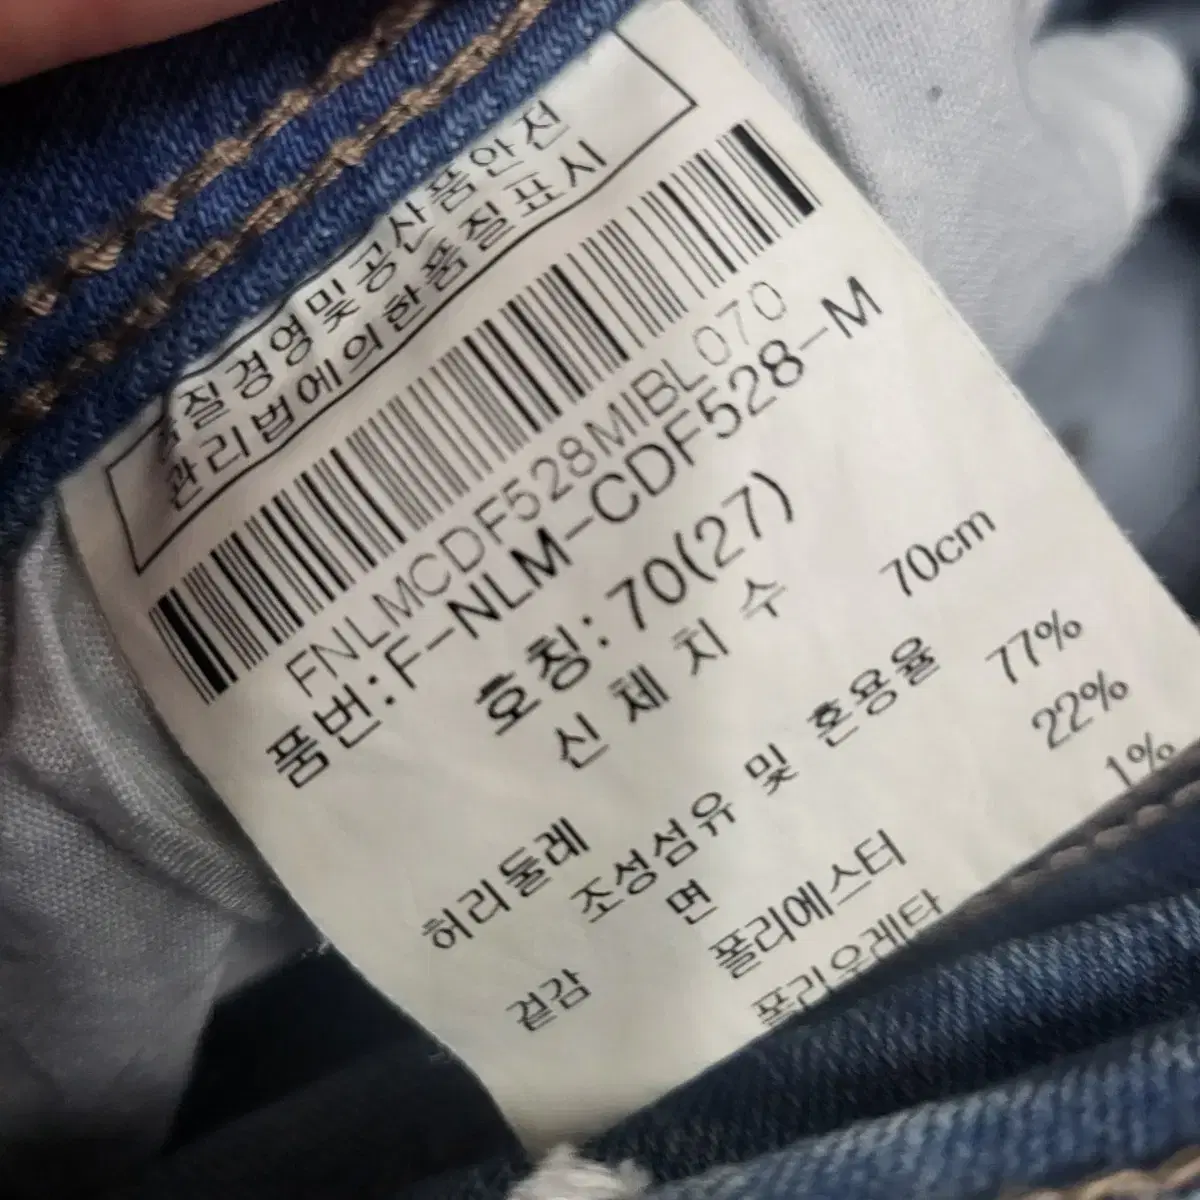 질경영및공산품안전
관리법에의한품질표시
FNLMCDF528MIBL070
품번:F-NLM-CDF528-M
호칭:70(27)
신체치수
허리둘레 70cm
조성섬유 및 혼용율
겉감 면 77%
폴리에스터 22%
폴리우레타 1%